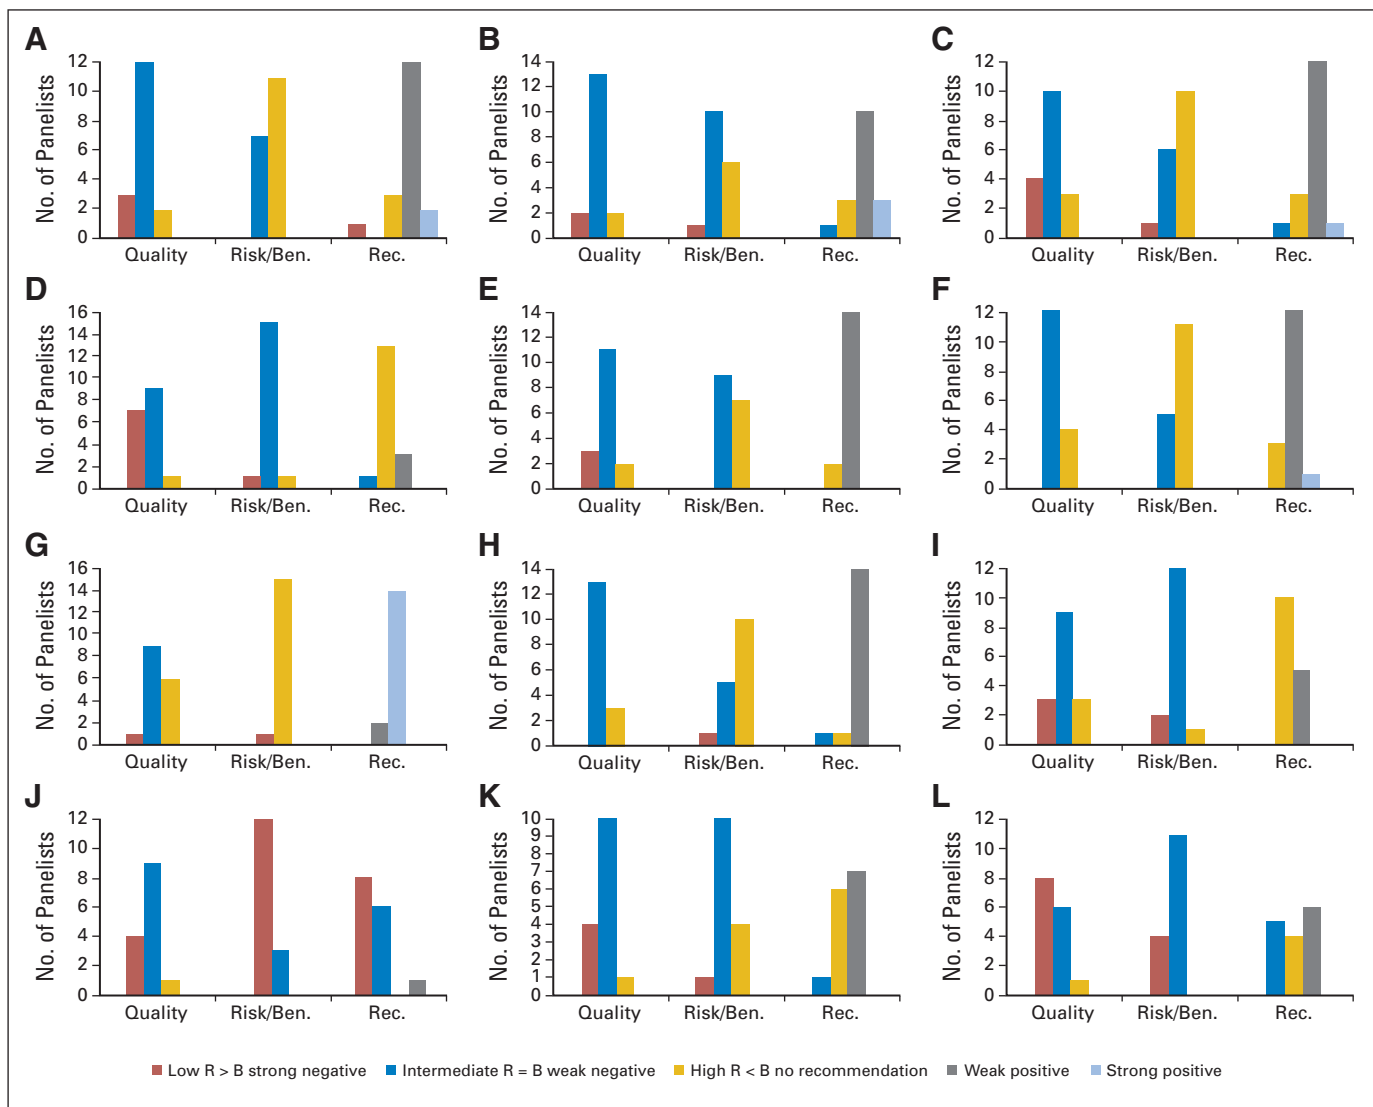 A
No. of Panelists
12
10
8
6
4
2
0
Quality Risk/Ben. Rec.
B
No. of Panelists
14
12
10
8
6
4
2
0
Quality Risk/Ben. Rec.
C
No. of Panelists
12
10
8
6
4
2
0
Quality Risk/Ben. Rec.
D
No. of Panelists
16
14
12
10
8
6
4
2
0
Quality Risk/Ben. Rec.
E
No. of Panelists
14
12
10
8
6
4
2
0
Quality Risk/Ben. Rec.
F
No. of Panelists
12
10
8
6
4
2
0
Quality Risk/Ben. Rec.
G
No. of Panelists
16
14
12
10
8
6
4
2
0
Quality Risk/Ben. Rec.
H
No. of Panelists
14
12
10
8
6
4
2
0
Quality Risk/Ben. Rec.
I
No. of Panelists
12
10
8
6
4
2
0
Quality Risk/Ben. Rec.
J
No. of Panelists
12
10
8
6
4
2
0
Quality Risk/Ben. Rec.
K
No. of Panelists
10
9
8
7
6
5
4
3
2
1
0
Quality Risk/Ben. Rec.
L
No. of Panelists
12
10
8
6
4
2
0
Quality Risk/Ben. Rec.
Low R > B strong negative Intermediate R = B weak negative High R < B no recommendation Weak positive Strong positive